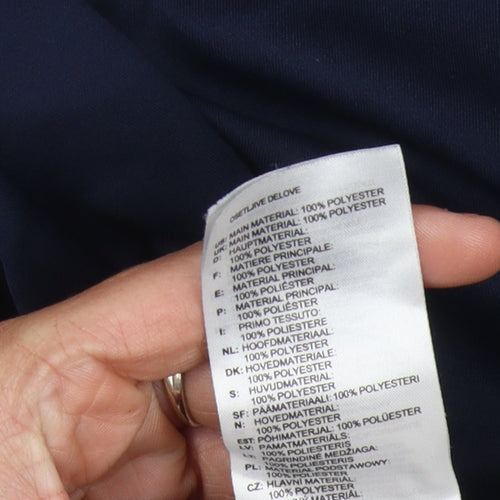 OSETLJIVE DELOVE
US: MAIN MATERIAL: 100% POLYESTER
UK: MAIN MATERIAL: 100% POLYESTER
D: HAUPTMATERIAL:
100% POLYESTER
F: MATIERE PRINCIPALE:
100% POLYESTER
E: MATERIAL PRINCIPAL:
100% POLIÉSTER
P: MATERIAL PRINCIPAL:
100% POLIÉSTER
I: PRIMO TESSUTO:
100% POLIESTERE
NL: HOOFDMATERIAAL:
100% POLYESTER
DK: HOVEDMATERIALE:
100% POLYESTER
S: HUVUDMATERIAL:
100% POLYESTER
SF: PÄÄMATERIAALI: 100% POLYESTERI
N: HOVEDMATERIAL:
100% POLYESTER
EST: PÕHIMATERJAL: 100% POLÜESTER
LV: PAMATMATERIĀLS:
100% POLIESTERIS
LT: PAGRINDINĖ MEDŽIAGA:
100% POLIESTERIS
PL: MATERIAŁ PODSTAWOWY:
100% POLIESTER
CZ: HLAVNÍ MATERIÁL:
100% POLYESTER